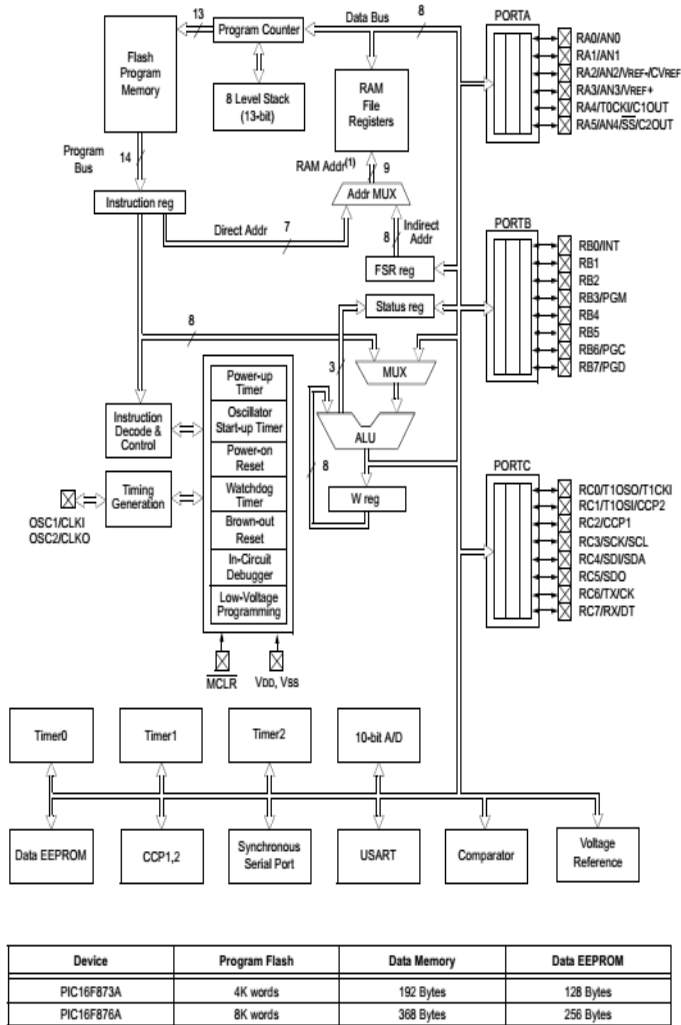 13
Program Counter
Data Bus
8
PORTA
Flash
Program
Memory
8 Level Stack
(13-bit)
RAM
File
Registers
RA0/AN0
RA1/AN1
RA2/AN2/VREF-/CVREF
RA3/AN3/VREF+
RA4/T0CKI/C1OUT
RA5/AN4/SS/C2OUT
Program
Bus
14
RAM Addr(1)
9
Instruction reg
Addr MUX
Direct Addr
7
8
Indirect
Addr
FSR reg
Status reg
PORTB
RB0/INT
RB1
RB2
RB3/PGM
RB4
RB5
RB6/PGC
RB7/PGD
8
3
MUX
ALU
8
W reg
Instruction
Decode &
Control
Timing
Generation
OSC1/CLKI
OSC2/CLKO
Power-up
Timer
Oscillator
Start-up Timer
Power-on
Reset
Watchdog
Timer
Brown-out
Reset
In-Circuit
Debugger
Low-Voltage
Programming
MCLR
VDD, VSS
PORTC
RC0/T1OSO/T1CKI
RC1/T1OSI/CCP2
RC2/CCP1
RC3/SCK/SCL
RC4/SDI/SDA
RC5/SDO
RC6/TX/CK
RC7/RX/DT
Timer0
Timer1
Timer2
10-bit A/D
Data EEPROM
CCP1,2
Synchronous
Serial Port
USART
Comparator
Voltage
Reference
Device Program Flash Data Memory Data EEPROM
PIC16F873A 4K words 192 Bytes 128 Bytes
PIC16F876A 8K words 368 Bytes 256 Bytes